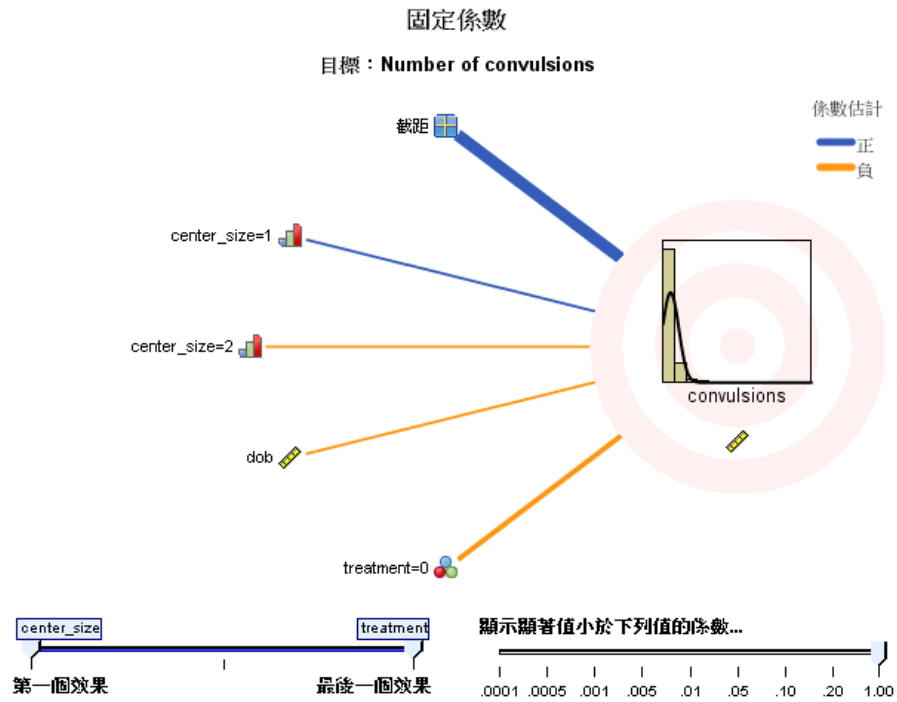 固定係數
目標：Number of convulsions
係數估計
正
負
截距
center_size=1
center_size=2
dob
treatment=0
convulsions
center_size
treatment
第一個效果
最後一個效果
顯示顯著值小於下列值的係數...
.0001 .0005 .001 .005 .01 .05 .10 .20 1.00